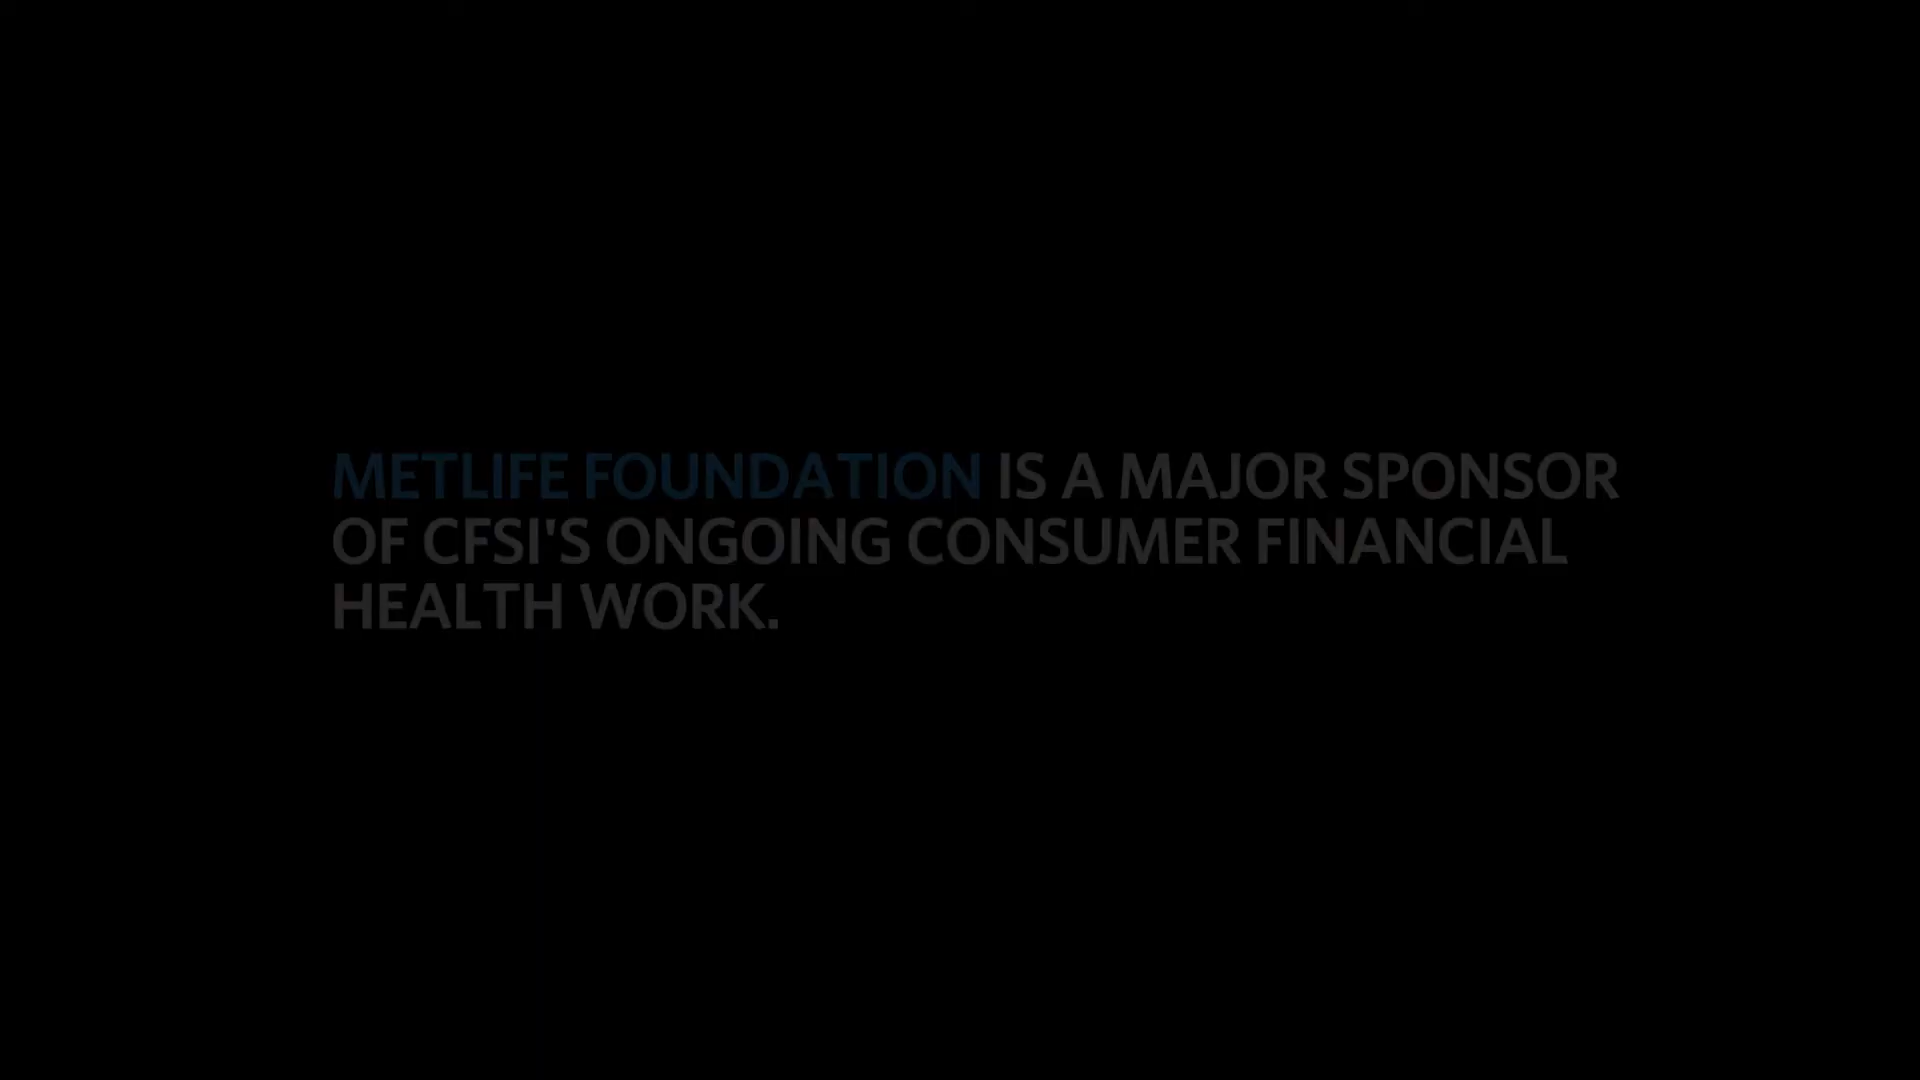 METLIFE FOUNDATION IS A MAJOR SPONSOR
OF CFSI'S ONGOING CONSUMER FINANCIAL
HEALTH WORK.